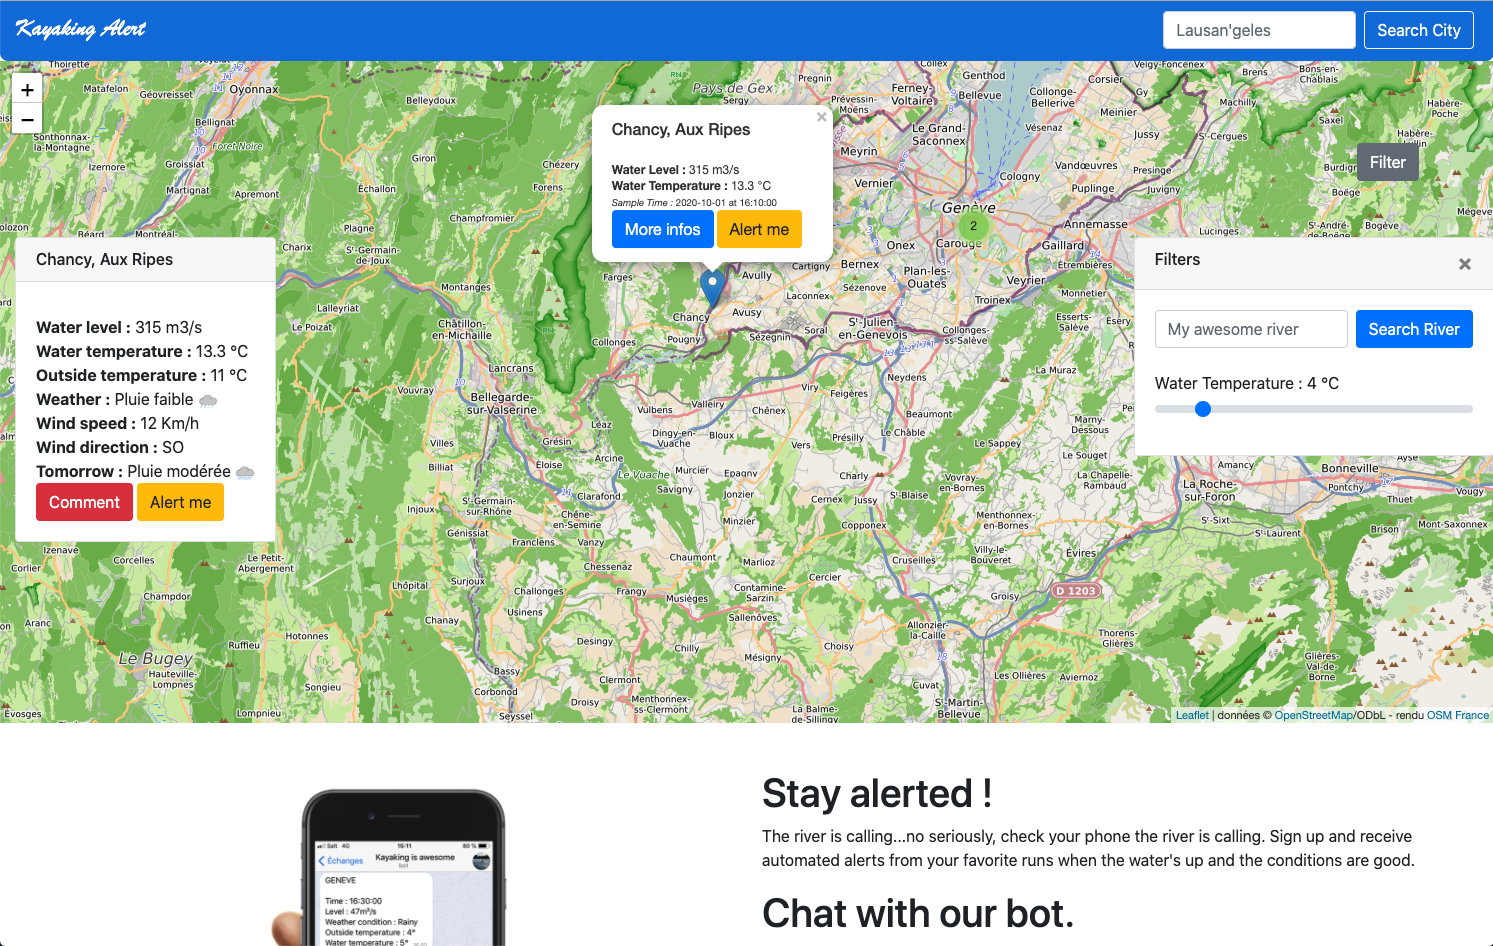 Kayaking Alert
Lausan'geles
Search City
+
−
Chancy, Aux Ripes
×
Water Level : 315 m3/s
Water Temperature : 13.3 °C
Sample Time : 2020-10-01 at 16:10:00
More infos
Alert me
Filter
Chancy, Aux Ripes
Water level : 315 m3/s
Water temperature : 13.3 °C
Outside temperature : 11 °C
Weather : Pluie faible
Wind speed : 12 Km/h
Wind direction : SO
Tomorrow : Pluie modérée
Comment
Alert me
Filters
×
My awesome river
Search River
Water Temperature : 4 °C
Thoirette
Matafelon
Géovreisset
Oyonnax
Belleydoux
Bellignat
Sonthonnax-
la-Montagne
Foret Noire
Groissiat
Izernore
Martignat
Apremont
Giron
Échallon
Chézery
Forens
Champfromier
Plagne
St-Germain-
de-Joux
Charix
Montréal-
Béard
Lalleyriat
Le Poizat
Montanges
Châtillon-
en-Michaille
Lancrans
Bellegarde-
sur-Valserine
Vouvray
Villes
Billiat
Injoux
Génissiat
St-Germain-
sur-Rhône
Franclens
Surjoux
Challonges
Usinens
Lhôpital
Chanay
Corbonod
Bassy
Seyssel
Izenave
Corlier
Corcelles
Le Petit-
Abergement
Champdor
Aranc
Ruffieu
Hotonnes
Le Bugey
Hauteville-
Lompnes
Songieu
Lompnieu
Évosges
Pays de Gex
Sergy
Pregnin
Prévessin-
Moëns
Ferney-
Voltaire
Collex
Genthod
Bellevue
Le Grand-
Saconnex
Meyrin
Vernier
Collonge-
Bellerive
Vésenaz
Corsier
Gy
Meinier
Jussy
Veigy-Foncenex
Bons-en-
Chablais
Brens
Machilly
Saxel
Habère-
Poche
Habère-
Lullin
St-Cergues
Vandœuvres
Cologny
Puplinge
Presinge
Juvigny
Genève
Carouge
2
Onex
Bernex
Plan-les-
Ouates
Annemasse
Gaillard
Étrembières
Veyrier
Monnetier-
Troinex
Lucinges
Bogève
Mégevette
Farges
Avully
Cartigny
Laconnex
Sézenove
Avusy
Chancy
Pougny
Soral
Sézegnin
Collonges
St-Julien-
en-Genevois
Collonges-
ss-Salève
Esserts-
Salève
Neydens
La Muraz
Beaumont
Le Châble
Viry
Feigères
Valleiry
Vulbens
Chênex
Dingy-en-
Vuache
Bloux
Vers
Présilly
Léaz
Grésin
Éloise
Arcine
Clarafond
Le Vuache
Murcier
Savigny
Epagny
Jonzier
Minzier
Charly
Cernex
Jussy
St-Blaise
Copponex
Vovray-
en-Bornes
Menthonnex-
en-Bornes
Le Sappey
Arbusigny
Marny-
Dessous
Le Souget
La Chapelle-
Rambaud
Chêne-
en-Semine
Vanzy
Chessenaz
Chaumont
Marlioz
Frangy
Musièges
Contamine-
Sarzin
Sallenôves
Cercier
Cruseilles
Villy-le-
Bouveret
Évires
Groisy
D 1203
Allonzier-
la-Caille
Thorens-
Glières
Desingy
Chilly
Mésigny
Choisy
Clermont
Droisy
Menthonnex-
ss-Clermont
La Balme-
de-Sillingy
Cuvat
St-Martin-
Bellevue
Les Ollières
Aviernoz
Amancy
La Roche-
sur-Foron
St-Sixt
St-Laurent
Bonneville
Pontchy
Ayse
Thuet
Vougy
Brison
Mont-Saxonnex
Glières-
Val-de-
Borne
Leaflet | données © OpenStreetMap/ODbL - rendu OSM France
Stay alerted !
The river is calling...no seriously, check your phone the river is calling. Sign up and receive
automated alerts from your favorite runs when the water's up and the conditions are good.
Chat with our bot.
Salt 4G
15:11
80 %
Échanges
Kayaking is awesome
bot
GENEVE
Time : 16:30:00
Level : 47m³/s
Weather condition : Rainy
Outside temperature : 4°
Water temperature : 5°